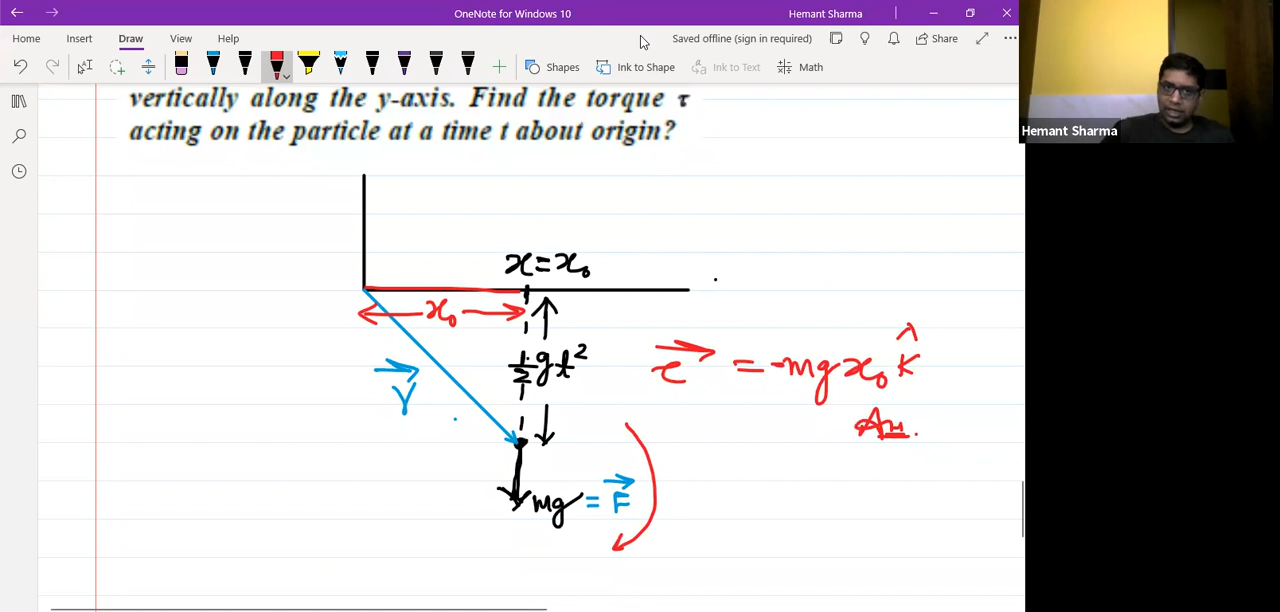 OneNote for Windows 10
Hemant Sharma
Home Insert Draw View Help
Saved offline (sign in required)
Share
Shapes
Ink to Shape
Ink to Text
Math
Hemant Sharma
vertically along the y-axis. Find the torque τ
acting on the particle at a time t about origin?
x = x₀
x₀
½gt²
r⃗
τ⃗ = -mg x₀ k̂
Ans.
mg = F⃗